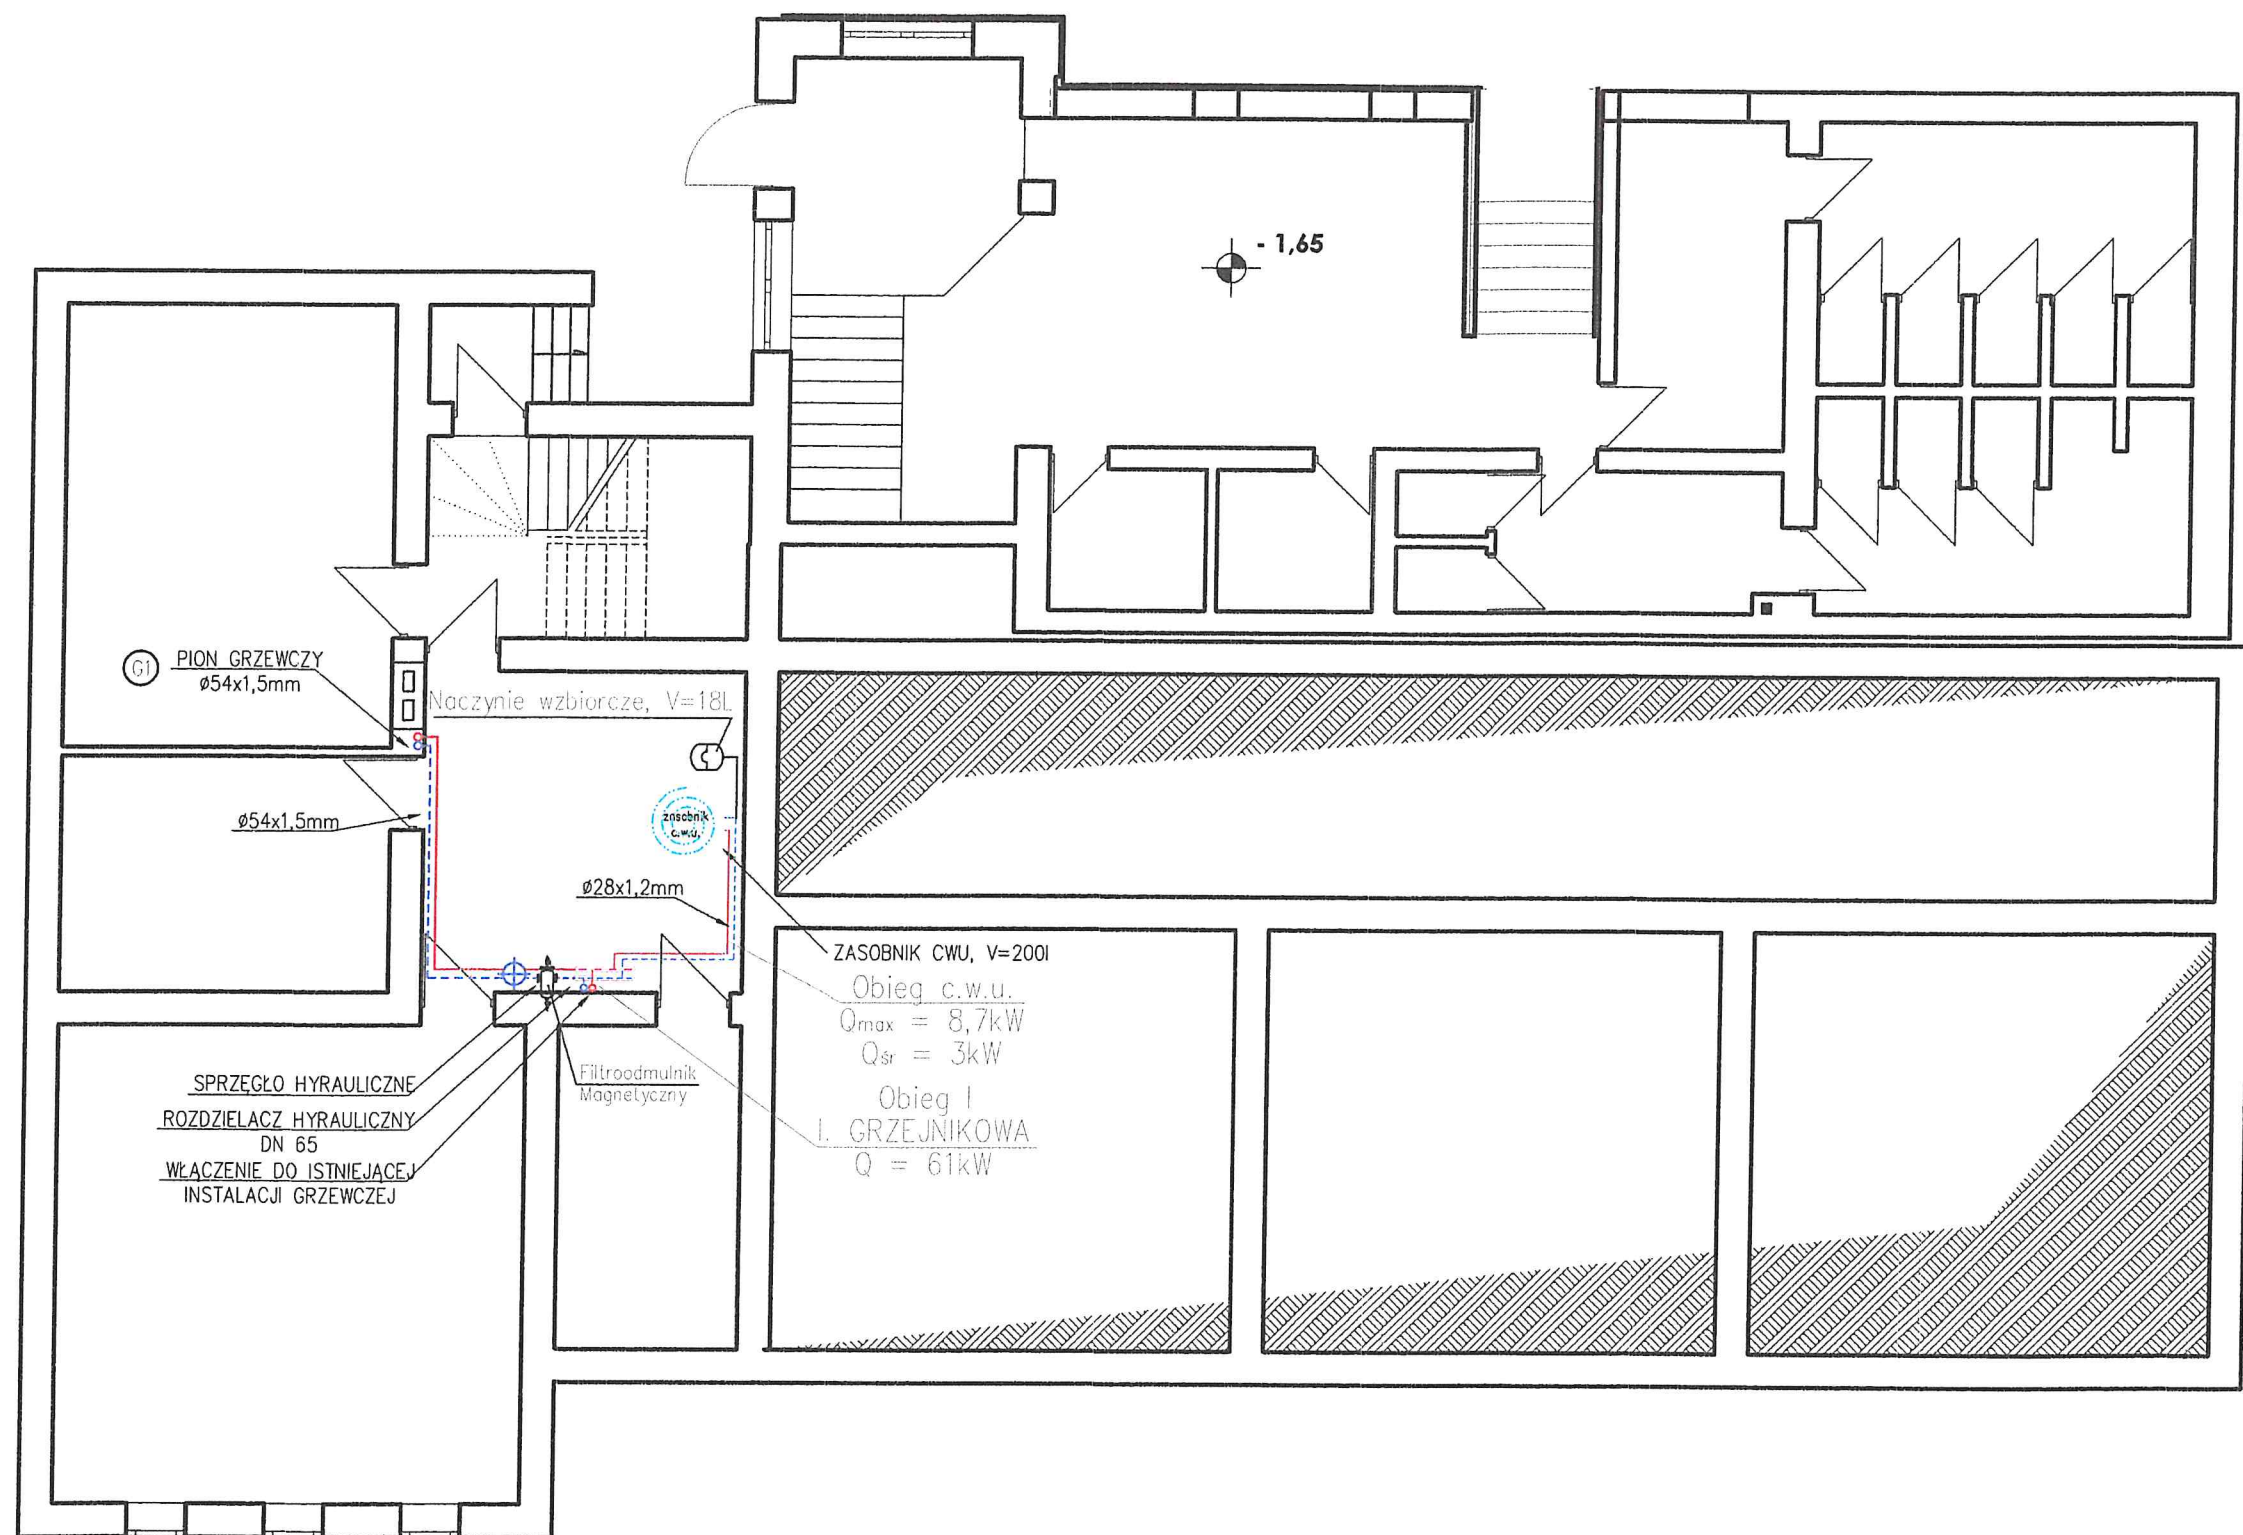 - 1,65
G1
PION GRZEWCZY
ø54x1,5mm
Naczynie wzbiorcze, V=18L
ø54x1,5mm
zasobnik
c.w.u.
ø28x1,2mm
ZASOBNIK CWU, V=200l
Obieg c.w.u.
Qmax = 8,7kW
Qśr = 3kW
Obieg I
I. GRZEJNIKOWA
Q = 61kW
Filtroodmulnik
Magnetyczny
SPRZĘGŁO HYRAULICZNE
ROZDZIELACZ HYRAULICZNY
DN 65
WŁĄCZENIE DO ISTNIEJĄCEJ
INSTALACJI GRZEWCZEJ